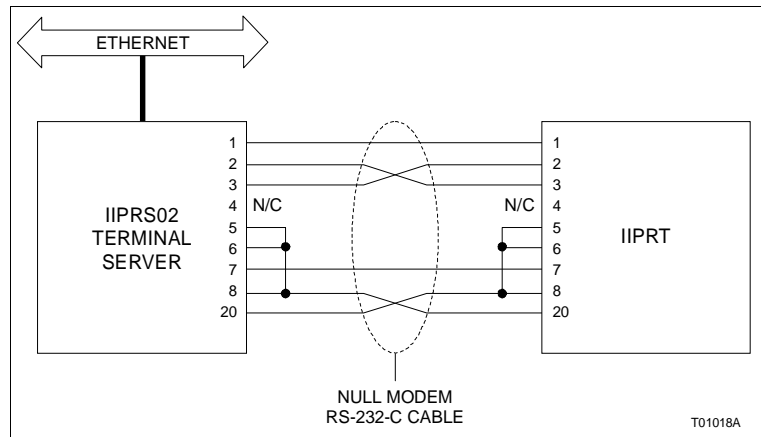 ETHERNET
IIPRS02
TERMINAL
SERVER
1
2
3
4
5
6
7
8
20
N/C
N/C
1
2
3
4
5
6
7
8
20
IIPRT
NULL MODEM
RS-232-C CABLE
T01018A